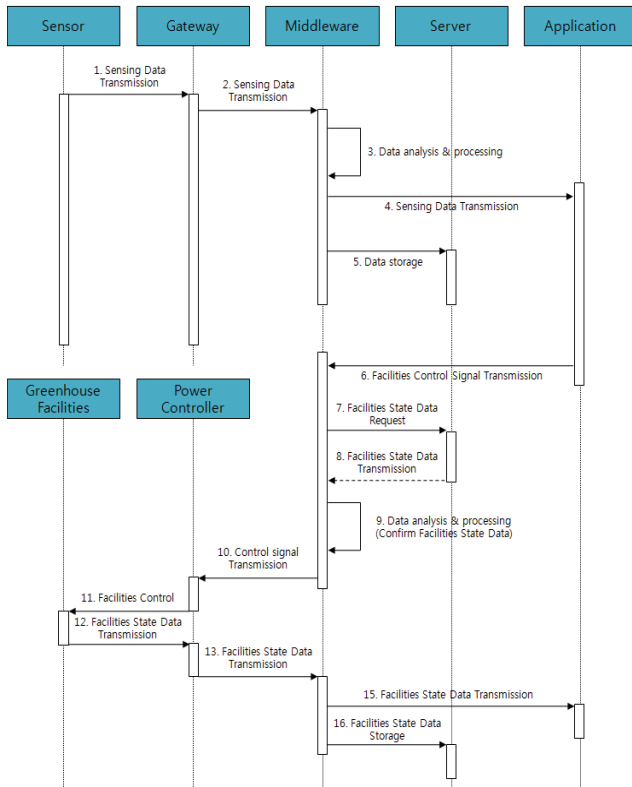 Sensor
Gateway
Middleware
Server
Application
1. Sensing Data
Transmission
2. Sensing Data
Transmission
3. Data analysis & processing
4. Sensing Data Transmission
5. Data storage
6. Facilities Control Signal Transmission
Greenhouse
Facilities
Power
Controller
7. Facilities State Data
Request
8. Facilities State Data
Transmission
9. Data analysis & processing
(Confirm Facilities State Data)
10. Control signal
Transmission
11. Facilities Control
12. Facilities State Data
Transmission
13. Facilities State Data
Transmission
15. Facilities State Data Transmission
16. Facilities State Data
Storage